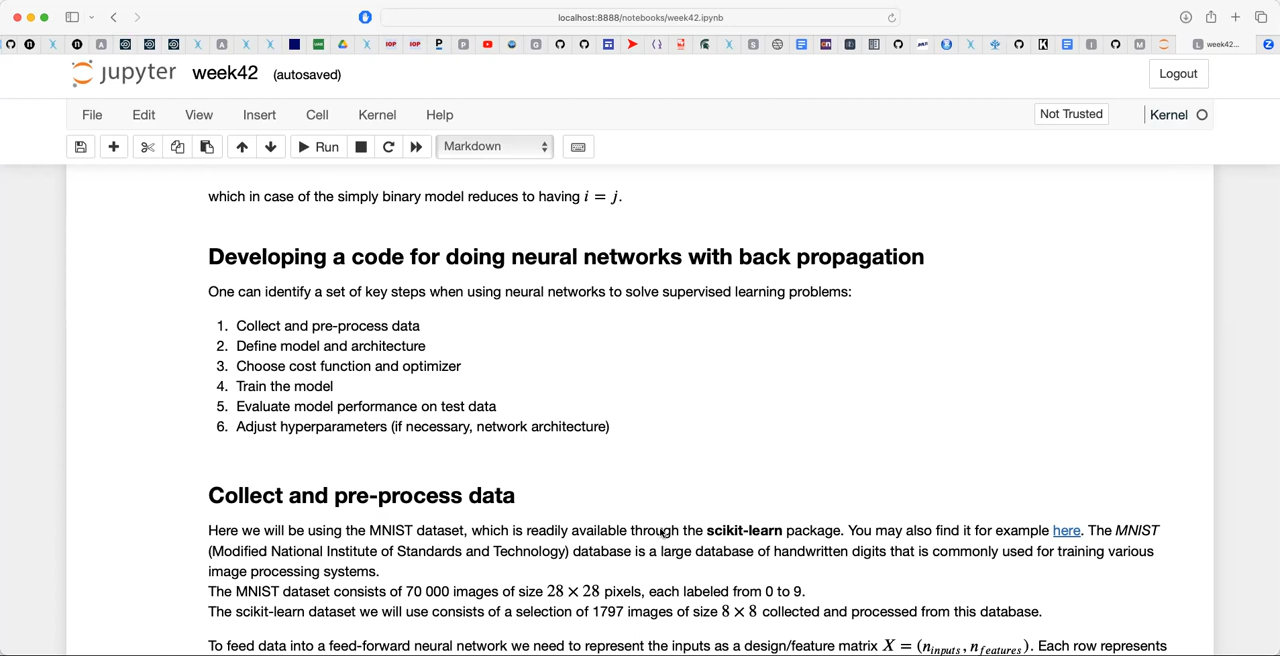 localhost:8888/notebooks/week42.ipynb
week42...
jupyter week42 (autosaved)
Logout
File Edit View Insert Cell Kernel Help
Not Trusted
Kernel
Run
Markdown
which in case of the simply binary model reduces to having i = j.
Developing a code for doing neural networks with back propagation
One can identify a set of key steps when using neural networks to solve supervised learning problems:
1. Collect and pre-process data
2. Define model and architecture
3. Choose cost function and optimizer
4. Train the model
5. Evaluate model performance on test data
6. Adjust hyperparameters (if necessary, network architecture)
Collect and pre-process data
Here we will be using the MNIST dataset, which is readily available through the scikit-learn package. You may also find it for example here. The MNIST
(Modified National Institute of Standards and Technology) database is a large database of handwritten digits that is commonly used for training various
image processing systems.
The MNIST dataset consists of 70 000 images of size 28 × 28 pixels, each labeled from 0 to 9.
The scikit-learn dataset we will use consists of a selection of 1797 images of size 8 × 8 collected and processed from this database.
To feed data into a feed-forward neural network we need to represent the inputs as a design/feature matrix X = (n_inputs, n_features). Each row represents